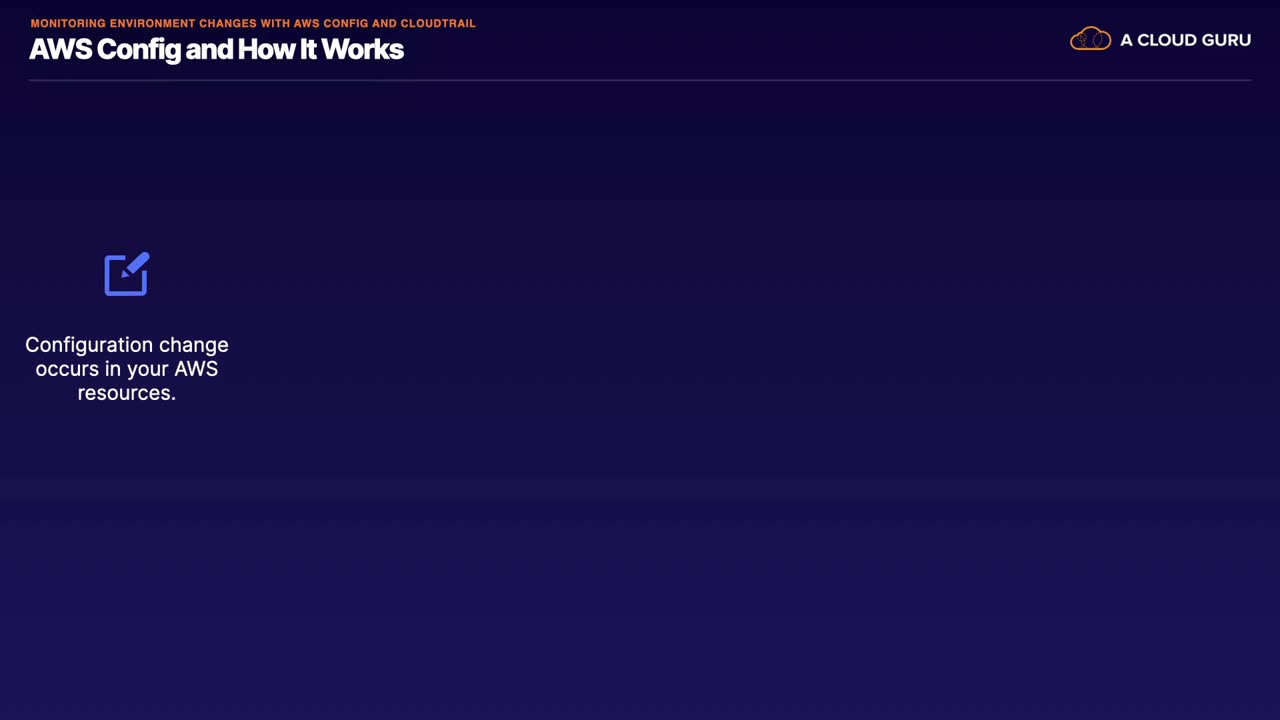 MONITORING ENVIRONMENT CHANGES WITH AWS CONFIG AND CLOUDTRAIL
AWS Config and How It Works
A CLOUD GURU
Configuration change
occurs in your AWS
resources.